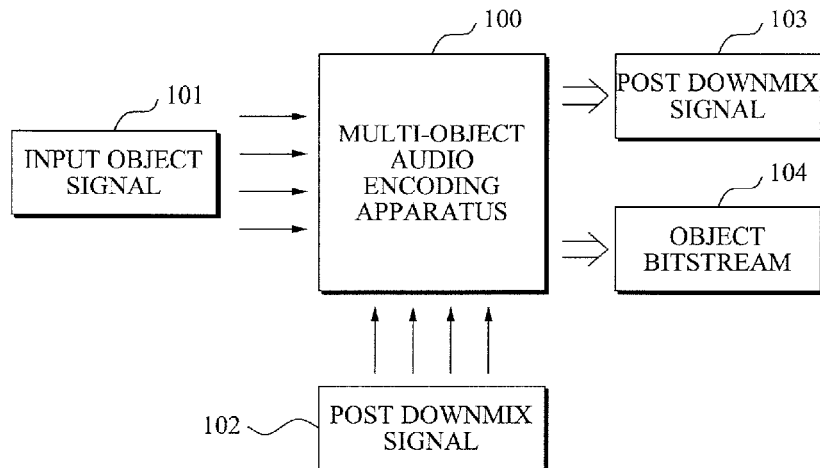 100
103
101
MULTI-OBJECT
AUDIO
ENCODING
APPARATUS
POST DOWNMIX
SIGNAL
INPUT OBJECT
SIGNAL
104
OBJECT
BITSTREAM
102
POST DOWNMIX
SIGNAL